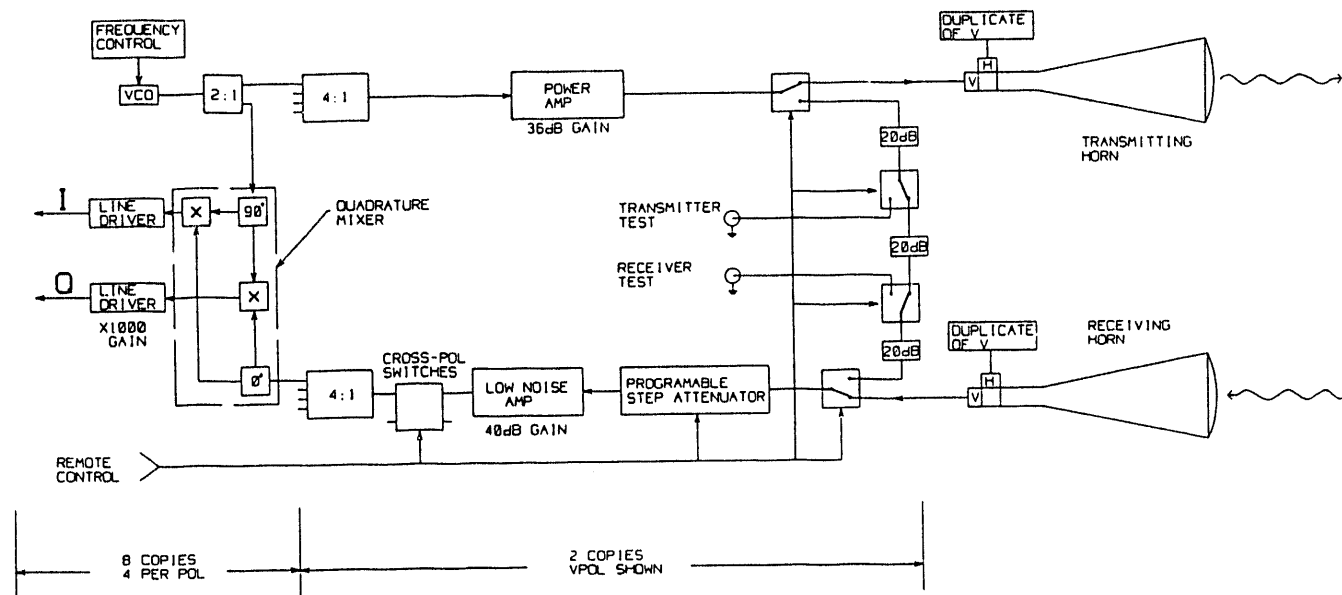 FREQUENCY
CONTROL
VCO
2:1
4:1
POWER
AMP
36dB GAIN
DUPLICATE
OF V
H
V
TRANSMITTING
HORN
20dB
I
LINE
DRIVER
X
90°
QUADRATURE
MIXER
TRANSMITTER
TEST
20dB
RECEIVER
TEST
Q
LINE
DRIVER
X1000
GAIN
X
0°
4:1
CROSS-POL
SWITCHES
LOW NOISE
AMP
40dB GAIN
PROGRAMABLE
STEP ATTENUATOR
20dB
DUPLICATE
OF V
H
V
RECEIVING
HORN
REMOTE
CONTROL
8 COPIES
4 PER POL
2 COPIES
VPOL SHOWN